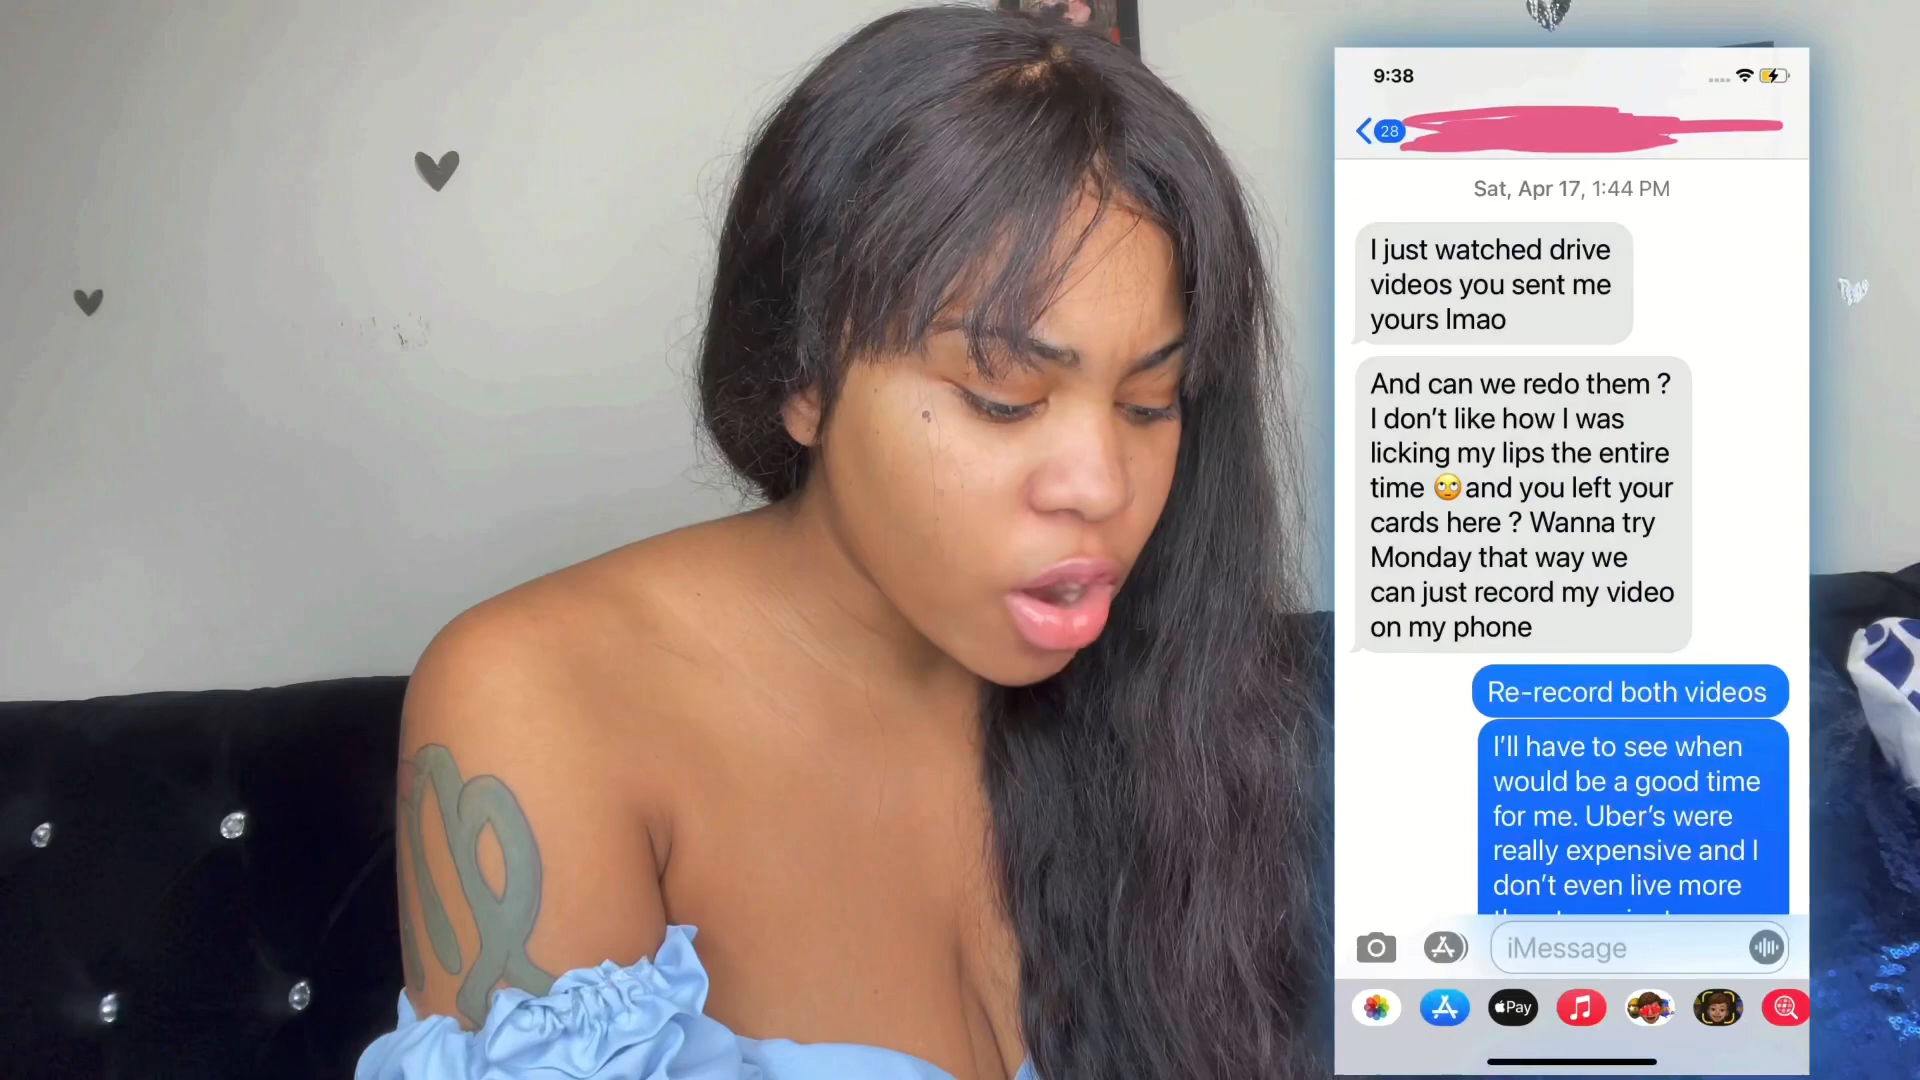 9:38
28
Sat, Apr 17, 1:44 PM
I just watched drive
videos you sent me
yours lmao
And can we redo them ?
I don’t like how I was
licking my lips the entire
time 🙄and you left your
cards here ? Wanna try
Monday that way we
can just record my video
on my phone
Re-record both videos
I’ll have to see when
would be a good time
for me. Uber’s were
really expensive and I
don’t even live more
iMessage
Pay